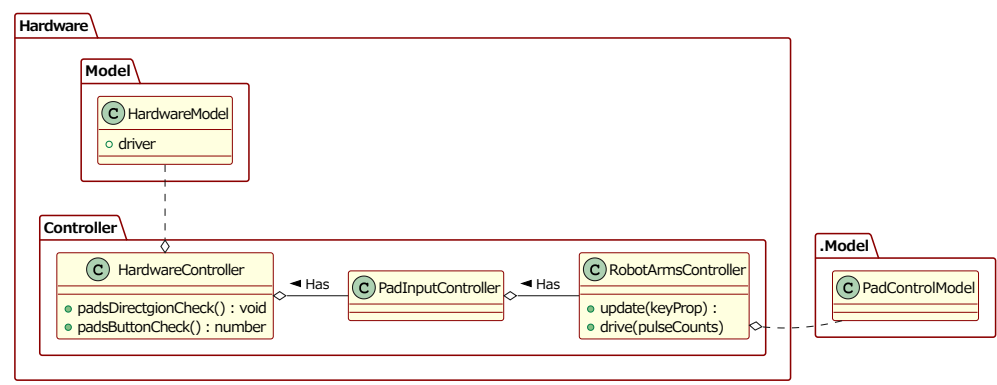 Hardware
Model
C HardwareModel
driver
Controller
C HardwareController
padsDirectgionCheck() : void
padsButtonCheck() : number
◄ Has
C PadInputController
◄ Has
C RobotArmsController
update(keyProp) :
drive(pulseCounts)
.Model
C PadControlModel